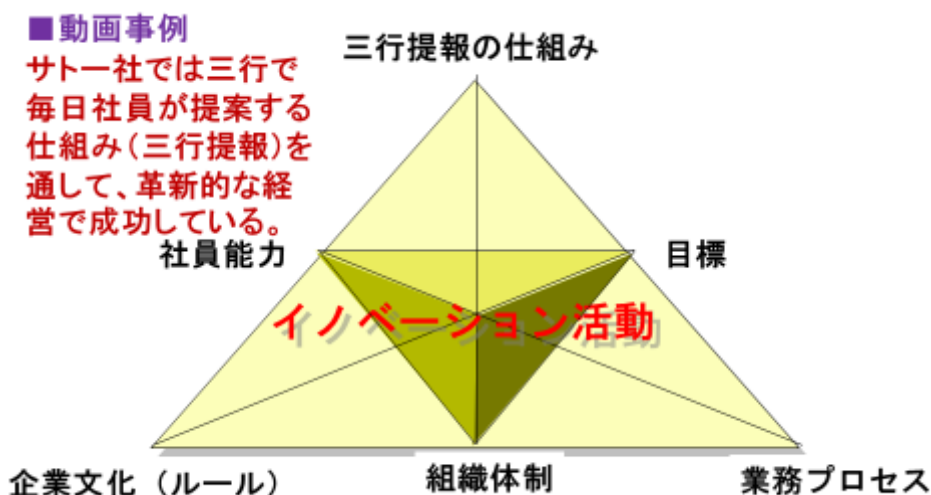 ■動画事例
サトー社では三行で
毎日社員が提案する
仕組み（三行提報）を
通して、革新的な経
営で成功している。
三行提報の仕組み
社員能力
目標
イノベーション活動
企業文化（ルール）
組織体制
業務プロセス